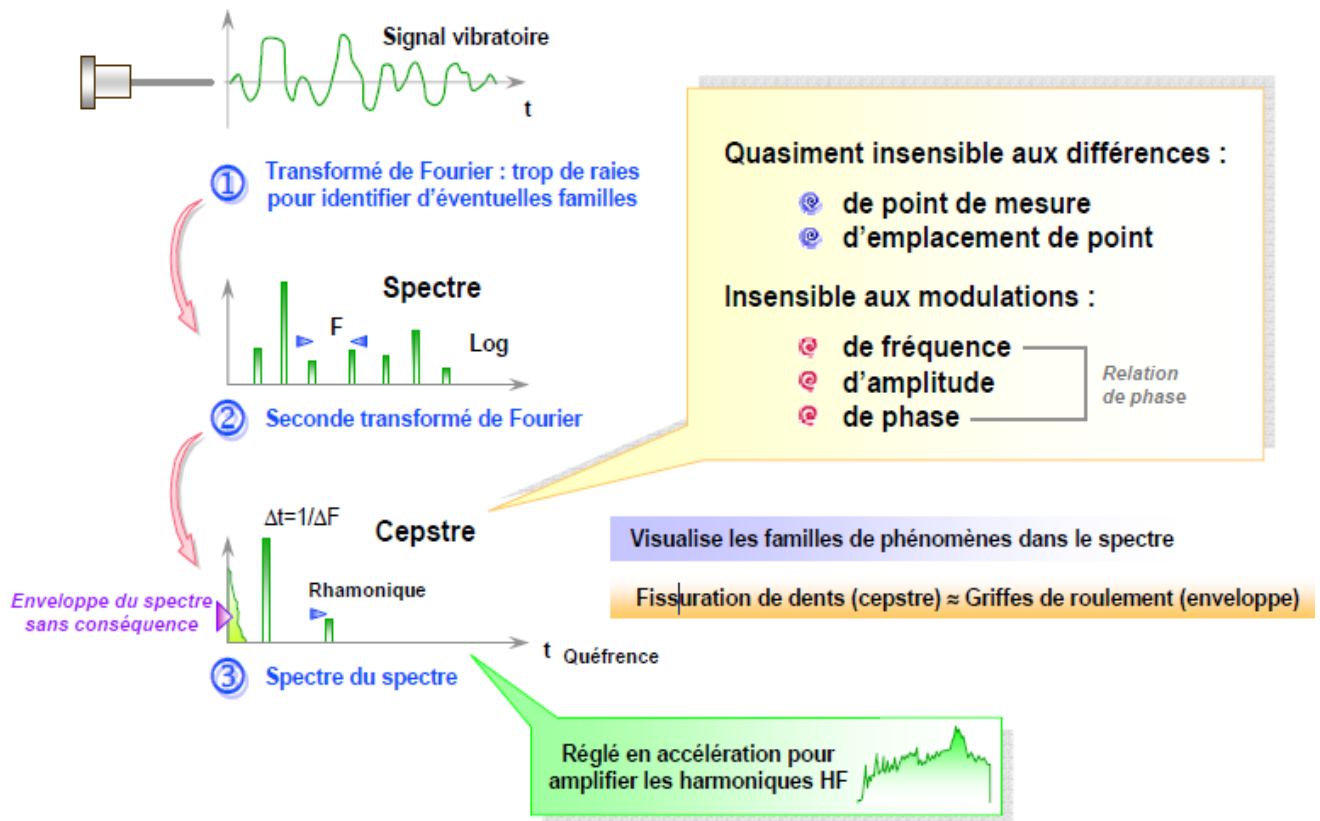 Signal vibratoire
t
① Transformé de Fourier : trop de raies
pour identifier d'éventuelles familles
Spectre
F
Log
② Seconde transformé de Fourier
Δt=1/ΔF
Cepstre
Rhamonique
Enveloppe du spectre
sans conséquence
t Quéfrence
③ Spectre du spectre
Quasiment insensible aux différences :
de point de mesure
d'emplacement de point
Insensible aux modulations :
de fréquence
d'amplitude
de phase
Relation
de phase
Visualise les familles de phénomènes dans le spectre
Fissuration de dents (cepstre) ≈ Griffes de roulement (enveloppe)
Réglé en accélération pour
amplifier les harmoniques HF